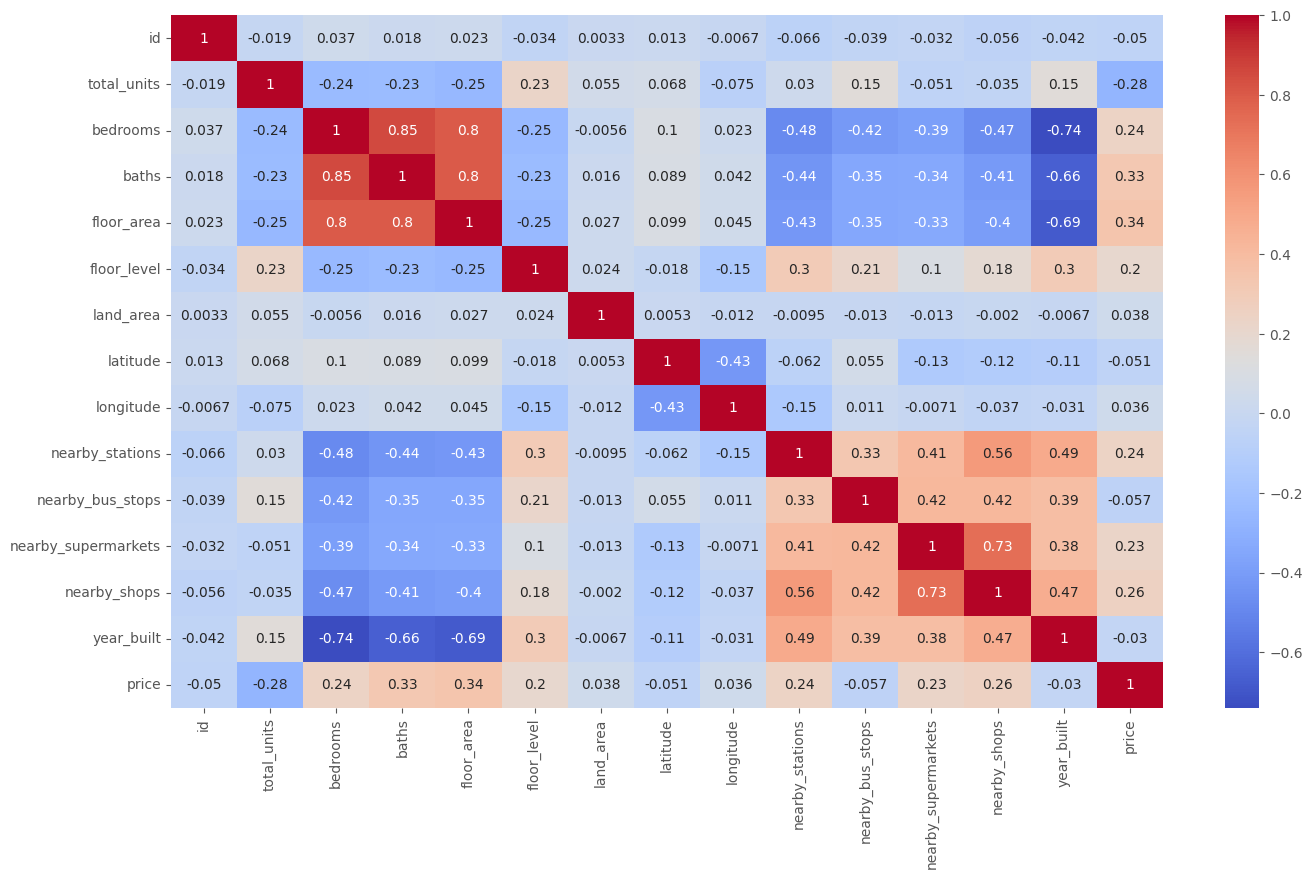 id 1 -0.019 0.037 0.018 0.023 -0.034 0.0033 0.013 -0.0067 -0.066 -0.039 -0.032 -0.056 -0.042 -0.05
total_units -0.019 1 -0.24 -0.23 -0.25 0.23 0.055 0.068 -0.075 0.03 0.15 -0.051 -0.035 0.15 -0.28
bedrooms 0.037 -0.24 1 0.85 0.8 -0.25 -0.0056 0.1 0.023 -0.48 -0.42 -0.39 -0.47 -0.74 0.24
baths 0.018 -0.23 0.85 1 0.8 -0.23 0.016 0.089 0.042 -0.44 -0.35 -0.34 -0.41 -0.66 0.33
floor_area 0.023 -0.25 0.8 0.8 1 -0.25 0.027 0.099 0.045 -0.43 -0.35 -0.33 -0.4 -0.69 0.34
floor_level -0.034 0.23 -0.25 -0.23 -0.25 1 0.024 -0.018 -0.15 0.3 0.21 0.1 0.18 0.3 0.2
land_area 0.0033 0.055 -0.0056 0.016 0.027 0.024 1 0.0053 -0.012 -0.0095 -0.013 -0.013 -0.002 -0.0067 0.038
latitude 0.013 0.068 0.1 0.089 0.099 -0.018 0.0053 1 -0.43 -0.062 0.055 -0.13 -0.12 -0.11 -0.051
longitude -0.0067 -0.075 0.023 0.042 0.045 -0.15 -0.012 -0.43 1 -0.15 0.011 -0.0071 -0.037 -0.031 0.036
nearby_stations -0.066 0.03 -0.48 -0.44 -0.43 0.3 -0.0095 -0.062 -0.15 1 0.33 0.41 0.56 0.49 0.24
nearby_bus_stops -0.039 0.15 -0.42 -0.35 -0.35 0.21 -0.013 0.055 0.011 0.33 1 0.42 0.42 0.39 -0.057
nearby_supermarkets -0.032 -0.051 -0.39 -0.34 -0.33 0.1 -0.013 -0.13 -0.0071 0.41 0.42 1 0.73 0.38 0.23
nearby_shops -0.056 -0.035 -0.47 -0.41 -0.4 0.18 -0.002 -0.12 -0.037 0.56 0.42 0.73 1 0.47 0.26
year_built -0.042 0.15 -0.74 -0.66 -0.69 0.3 -0.0067 -0.11 -0.031 0.49 0.39 0.38 0.47 1 -0.03
price -0.05 -0.28 0.24 0.33 0.34 0.2 0.038 -0.051 0.036 0.24 -0.057 0.23 0.26 -0.03 1
id
total_units
bedrooms
baths
floor_area
floor_level
land_area
latitude
longitude
nearby_stations
nearby_bus_stops
nearby_supermarkets
nearby_shops
year_built
price
1.0
0.8
0.6
0.4
0.2
0.0
−0.2
−0.4
−0.6